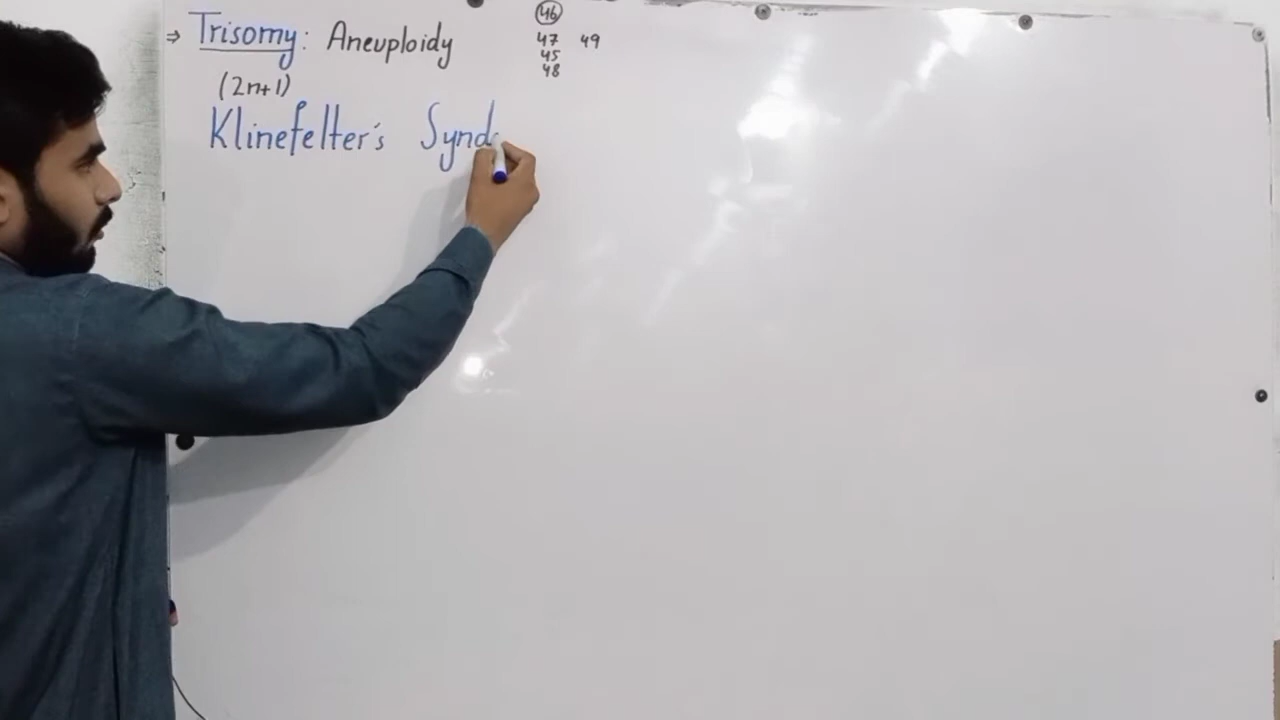 ⇒ Trisomy: Aneuploidy
(2n+1)
46
47 49
45
48
Klinefelter's Synd